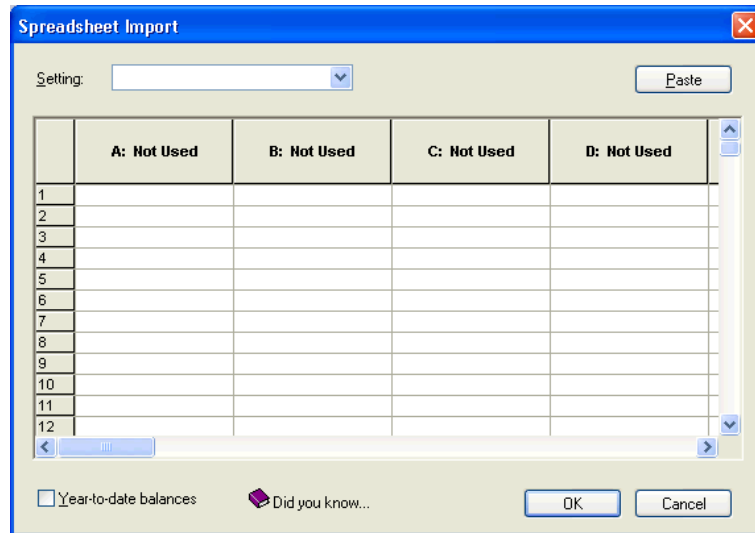 Spreadsheet Import
Setting:
Paste
A: Not Used B: Not Used C: Not Used D: Not Used
1
2
3
4
5
6
7
8
9
10
11
12
Year-to-date balances
Did you know...
OK
Cancel